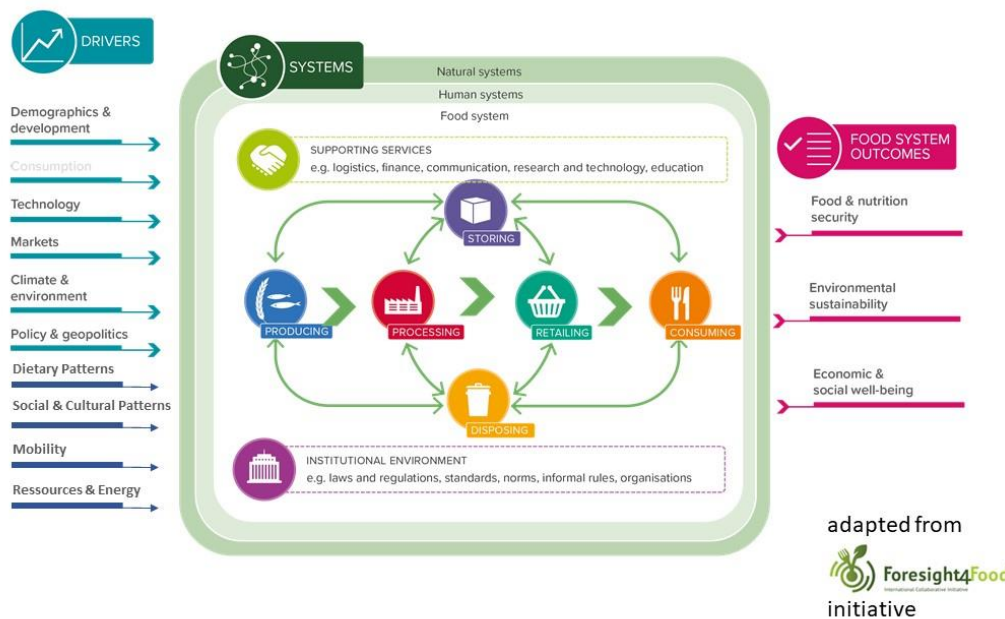 DRIVERS
Demographics &
development
Consumption
Technology
Markets
Climate &
environment
Policy & geopolitics
Dietary Patterns
Social & Cultural Patterns
Mobility
Ressources & Energy
SYSTEMS
Natural systems
Human systems
Food system
SUPPORTING SERVICES
e.g. logistics, finance, communication, research and technology, education
STORING
PRODUCING
PROCESSING
RETAILING
CONSUMING
DISPOSING
INSTITUTIONAL ENVIRONMENT
e.g. laws and regulations, standards, norms, informal rules, organisations
FOOD SYSTEM
OUTCOMES
Food & nutrition
security
Environmental
sustainability
Economic &
social well-being
adapted from
Foresight4Food
International Collaborative Initiative
initiative